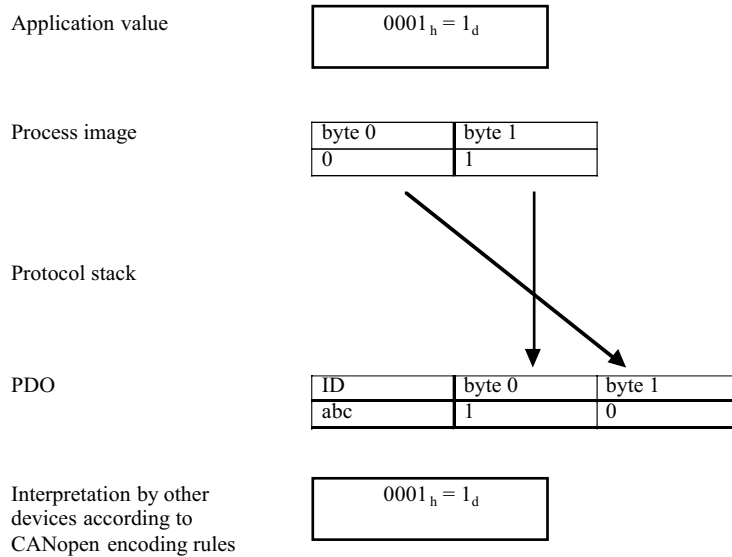 Application value
0001h = 1d
Process image
byte 0 byte 1
0 1
Protocol stack
PDO
ID byte 0 byte 1
abc 1 0
Interpretation by other
devices according to
CANopen encoding rules
0001h = 1d